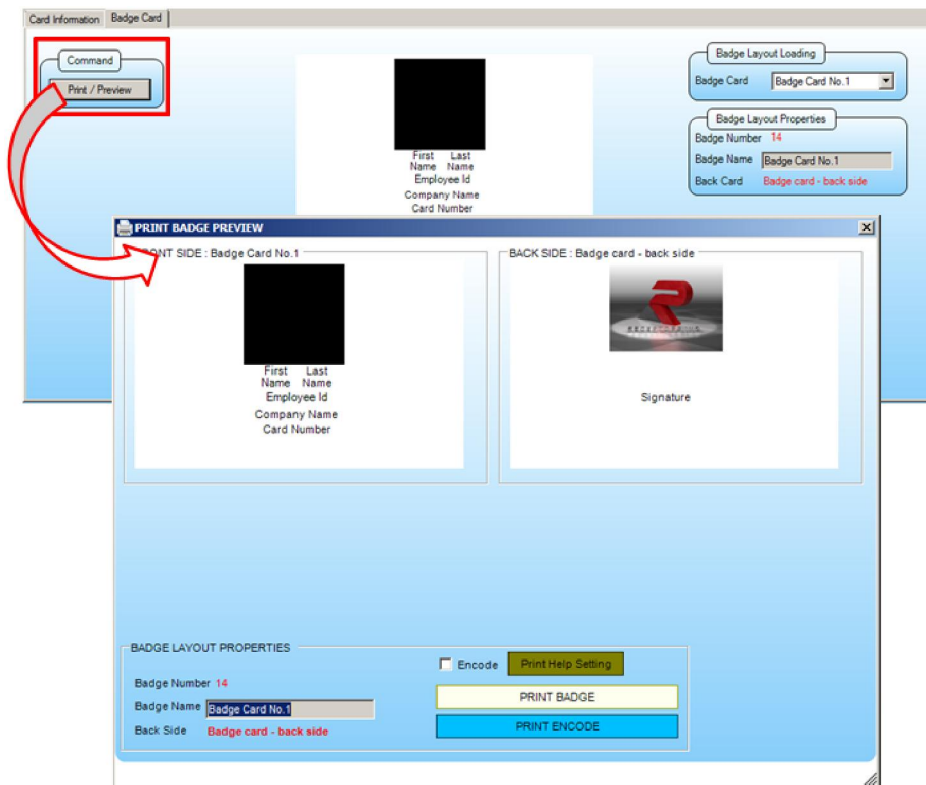 Card Information Badge Card
Command
Print / Preview
First Last
Name Name
Employee Id
Company Name
Card Number
Badge Layout Loading
Badge Card Badge Card No.1
Badge Layout Properties
Badge Number 14
Badge Name Badge Card No.1
Back Card Badge card - back side
PRINT BADGE PREVIEW
ONT SIDE : Badge Card No.1
First Last
Name Name
Employee Id
Company Name
Card Number
BACK SIDE : Badge card - back side
Signature
BADGE LAYOUT PROPERTIES
Badge Number 14
Badge Name Badge Card No.1
Back Side Badge card - back side
Encode Print Help Setting
PRINT BADGE
PRINT ENCODE